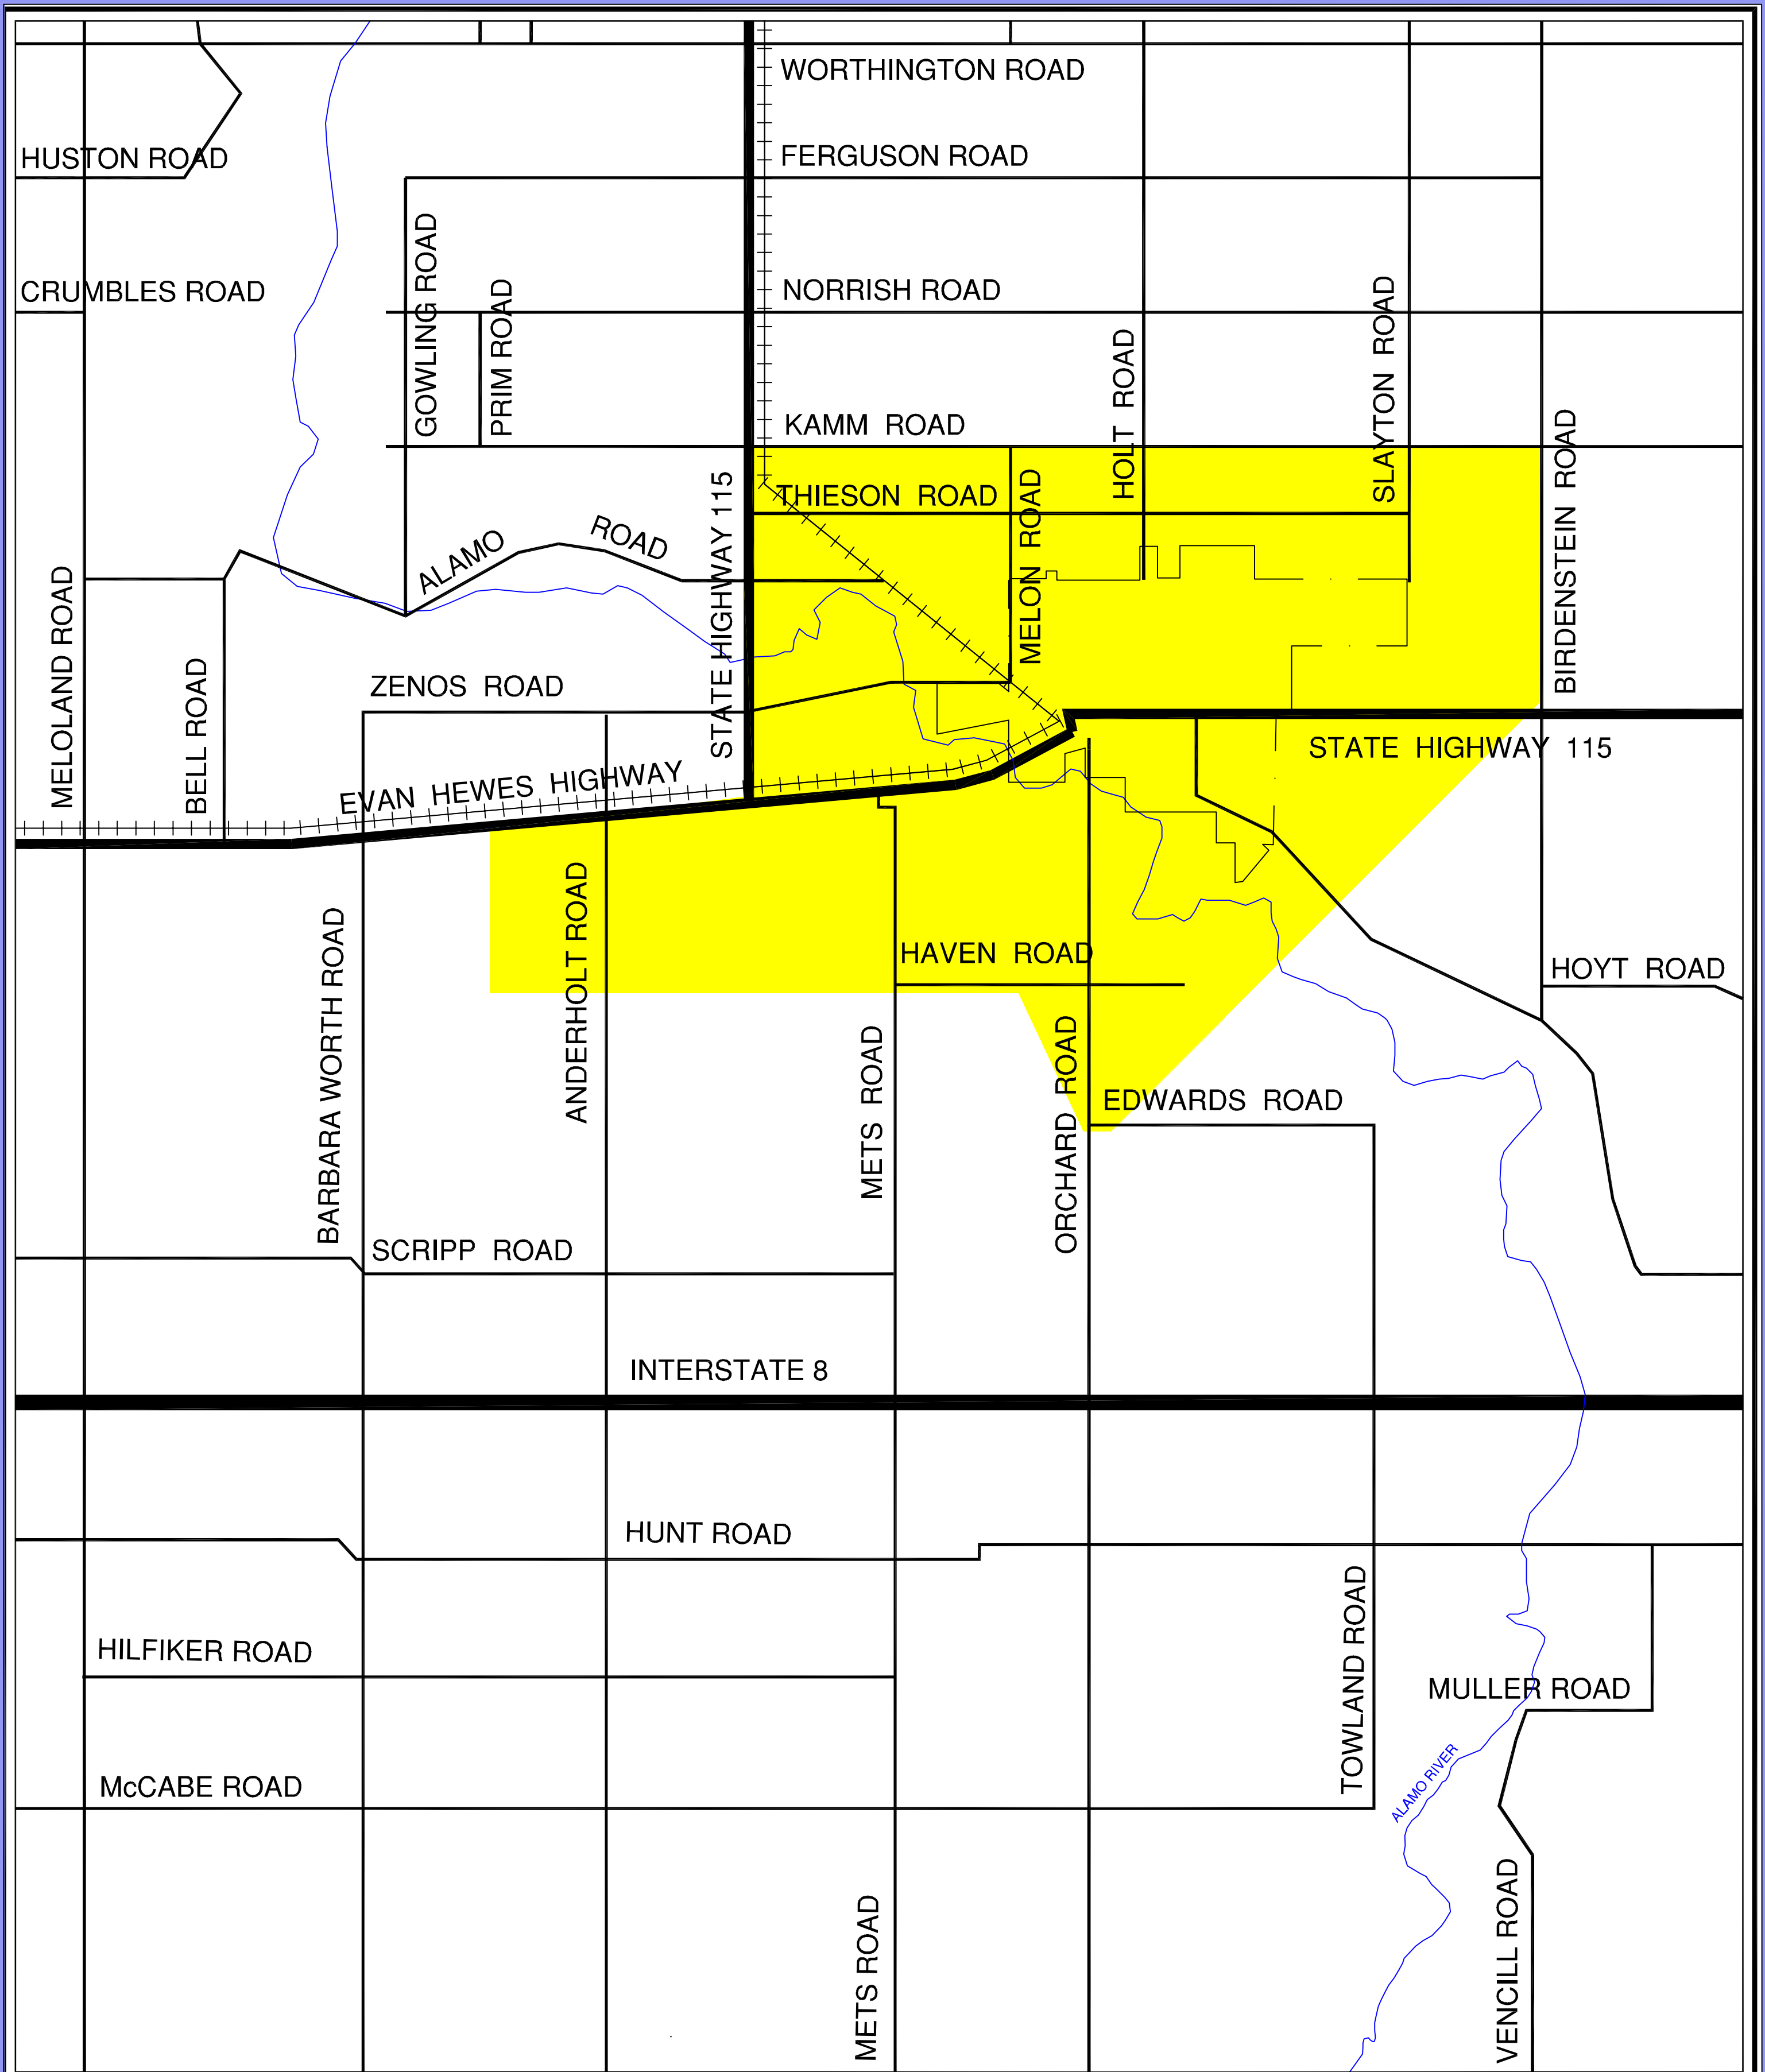 WORTHINGTON ROAD
HUSTON ROAD
FERGUSON ROAD
CRUMBLES ROAD
GOWLING ROAD
PRIM ROAD
NORRISH ROAD
HOLT ROAD
SLAYTON ROAD
KAMM ROAD
THIESON ROAD
MELON ROAD
BIRDENSTEIN ROAD
ALAMO ROAD
STATE HIGHWAY 115
MELOLAND ROAD
BELL ROAD
ZENOS ROAD
STATE HIGHWAY 115
EVAN HEWES HIGHWAY
BARBARA WORTH ROAD
ANDERHOLT ROAD
HAVEN ROAD
HOYT ROAD
METS ROAD
ORCHARD ROAD
EDWARDS ROAD
SCRIPP ROAD
INTERSTATE 8
HUNT ROAD
TOWLAND ROAD
HILFIKER ROAD
MULLER ROAD
McCABE ROAD
ALAMO RIVER
METS ROAD
VENCILL ROAD